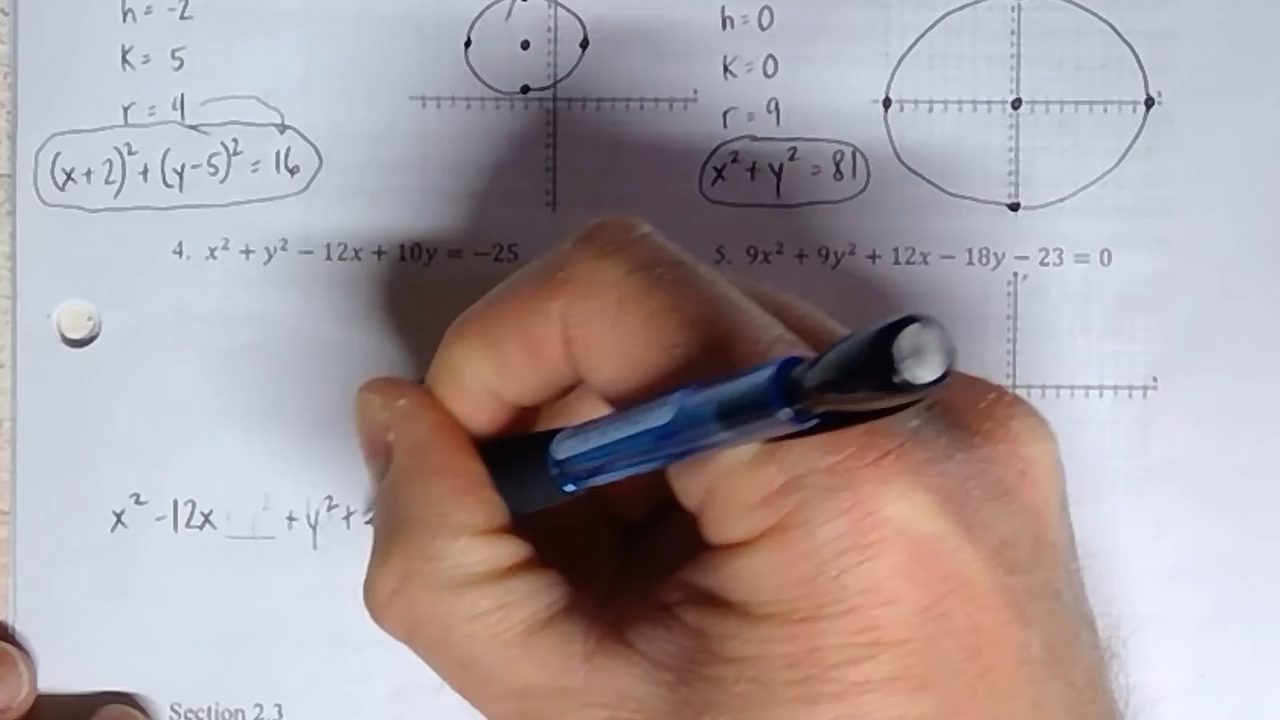 h = -2
K = 5
r = 4
(x+2)² + (y-5)² = 16
h = 0
K = 0
r = 9
x² + y² = 81
4. x² + y² − 12x + 10y = −25
5. 9x² + 9y² + 12x − 18y − 23 = 0
x² -12x __ + y² +
Section 2.3